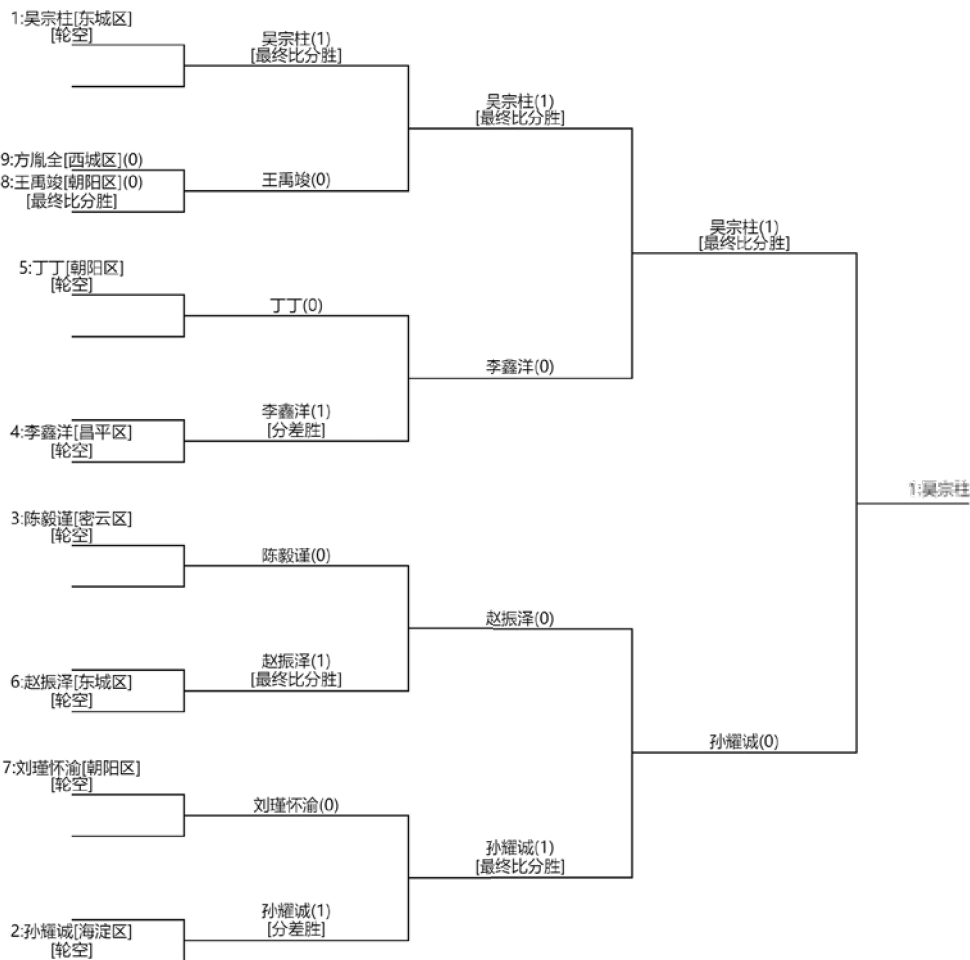 1:吴宗柱[东城区]
[轮空]
吴宗柱(1)
[最终比分胜]
吴宗柱(1)
[最终比分胜]
9:方胤全[西城区](0)
8:王禹竣[朝阳区](0)
[最终比分胜]
王禹竣(0)
吴宗柱(1)
[最终比分胜]
5:丁丁[朝阳区]
[轮空]
丁丁(0)
李鑫洋(0)
4:李鑫洋[昌平区]
[轮空]
李鑫洋(1)
[分差胜]
1:吴宗柱
3:陈毅谨[密云区]
[轮空]
陈毅谨(0)
赵振泽(0)
6:赵振泽[东城区]
[轮空]
赵振泽(1)
[最终比分胜]
孙耀诚(0)
7:刘瑾怀渝[朝阳区]
[轮空]
刘瑾怀渝(0)
孙耀诚(1)
[最终比分胜]
2:孙耀诚[海淀区]
[轮空]
孙耀诚(1)
[分差胜]